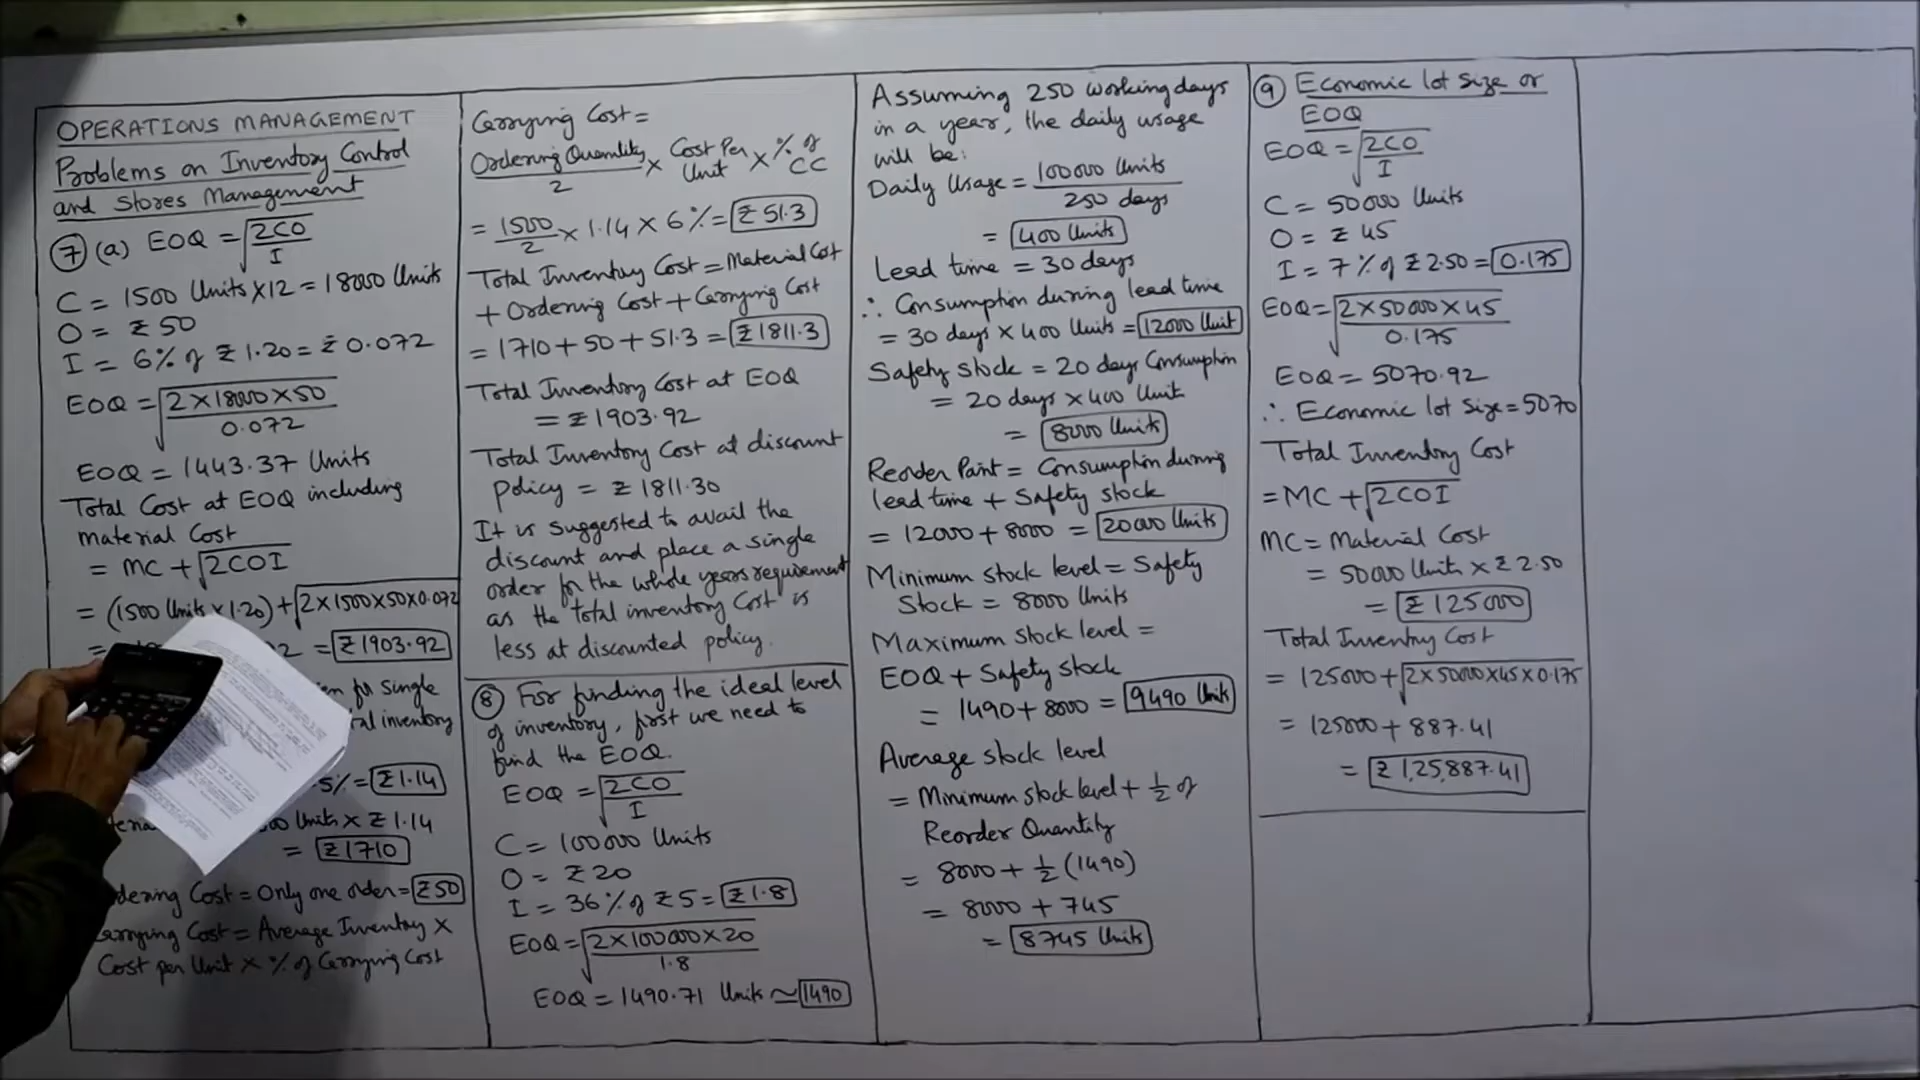 OPERATIONS MANAGEMENT
Problems on Inventory Control
and Stores Management
7 (a) EOQ = √2CO
I
C = 1500 Units×12 = 18000 Units
O = ₹ 50
I = 6% of ₹ 1.20 = ₹ 0.072
EOQ = √2×18000×50
0.072
EOQ = 1443.37 Units
Total Cost at EOQ including
material Cost
= MC + √2COI
= (1500 Units × 1.20) + √2×1500×50×0.072
= ₹1903.92
for single
inventory
5% = ₹1.14
Units × ₹ 1.14
= ₹1710
Cost = Only one order = ₹50
Carrying Cost = Average Inventory ×
Cost per Unit × % of Carrying Cost
Carrying Cost =
Ordering Quantity × Cost Per × % of
2 Unit CC
= 1500 × 1.14 × 6% = ₹51.3
2
Total Inventory Cost = Material Cost
+ Ordering Cost + Carrying Cost
= 1710 + 50 + 51.3 = ₹1811.3
Total Inventory Cost at EOQ
= ₹1903.92
Total Inventory Cost at discount
policy = ₹ 1811.30
It is suggested to avail the
discount and place a single
order for the whole years requirement
as the total inventory Cost is
less at discounted policy.
8 For finding the ideal level
of inventory, first we need to
find the EOQ.
EOQ = √2CO
I
C = 100000 Units
O = ₹20
I = 36% of ₹5 = ₹1.8
EOQ = √2×100000×20
1.8
EOQ = 1490.71 Units ≃ 1490
Assuming 250 working days
in a year, the daily usage
will be:
Daily Usage = 100000 Units
250 days
= 400 Units
Lead time = 30 days
∴ Consumption during lead time
= 30 days × 400 Units = 12000 Unit
Safety stock = 20 days Consumption
= 20 days × 400 Unit
= 8000 Units
Reorder Point = Consumption during
lead time + Safety stock
= 12000 + 8000 = 20000 Units
Minimum stock level = Safety
Stock = 8000 Units
Maximum stock level =
EOQ + Safety stock
= 1490 + 8000 = 9490 Units
Average stock level
= Minimum stock level + ½ of
Reorder Quantity
= 8000 + ½ (1490)
= 8000 + 745
= 8745 Units
9 Economic lot size or
EOQ
EOQ = √2CO
I
C = 50000 Units
O = ₹ 45
I = 7% of ₹2.50 = 0.175
EOQ = √2×50000×45
0.175
EOQ = 5070.92
∴ Economic lot size = 5070
Total Inventory Cost
= MC + √2COI
MC = Material Cost
= 50000 Units × ₹ 2.50
= ₹125000
Total Inventory Cost
= 125000 + √2×50000×45×0.175
= 125000 + 887.41
= ₹1,25,887.41